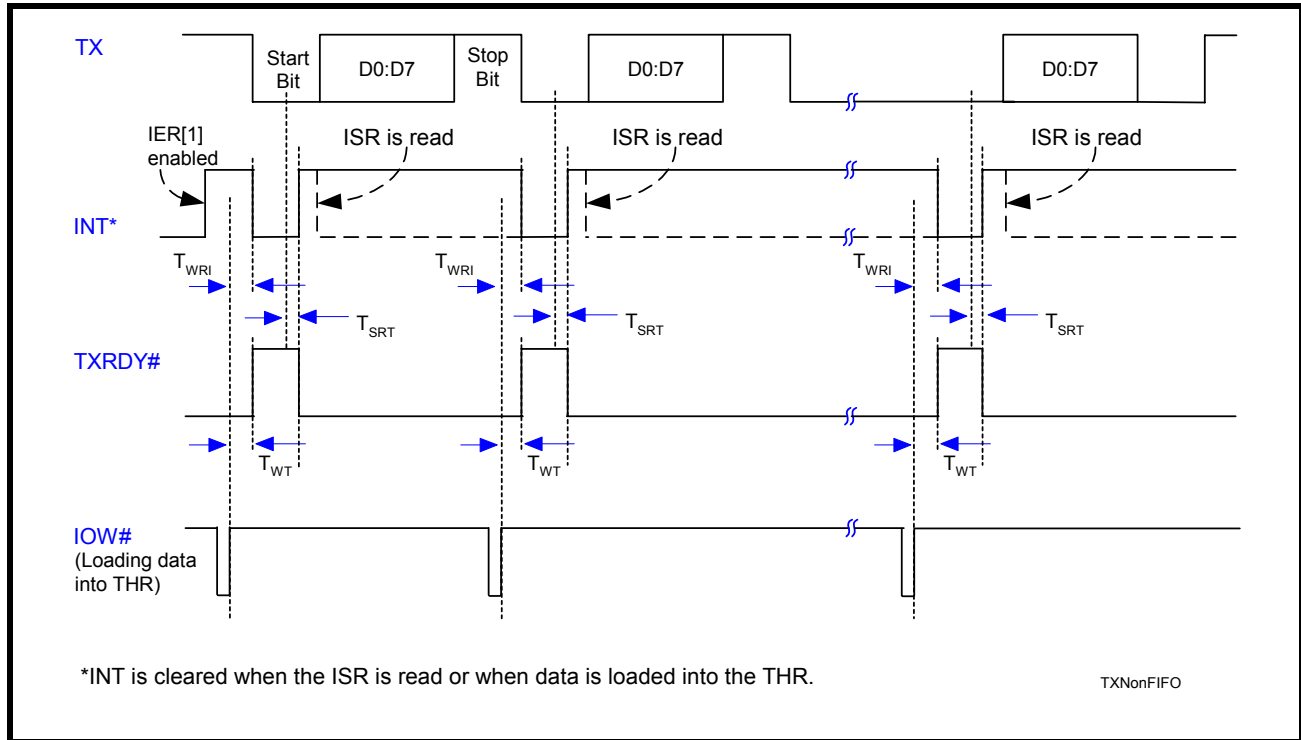 TX
Start
Bit
D0:D7
Stop
Bit
D0:D7
D0:D7
IER[1]
enabled
ISR is read
ISR is read
ISR is read
INT*
TWRI
TWRI
TWRI
TSRT
TSRT
TSRT
TXRDY#
TWT
TWT
TWT
IOW#
(Loading data
into THR)
*INT is cleared when the ISR is read or when data is loaded into the THR.
TXNonFIFO